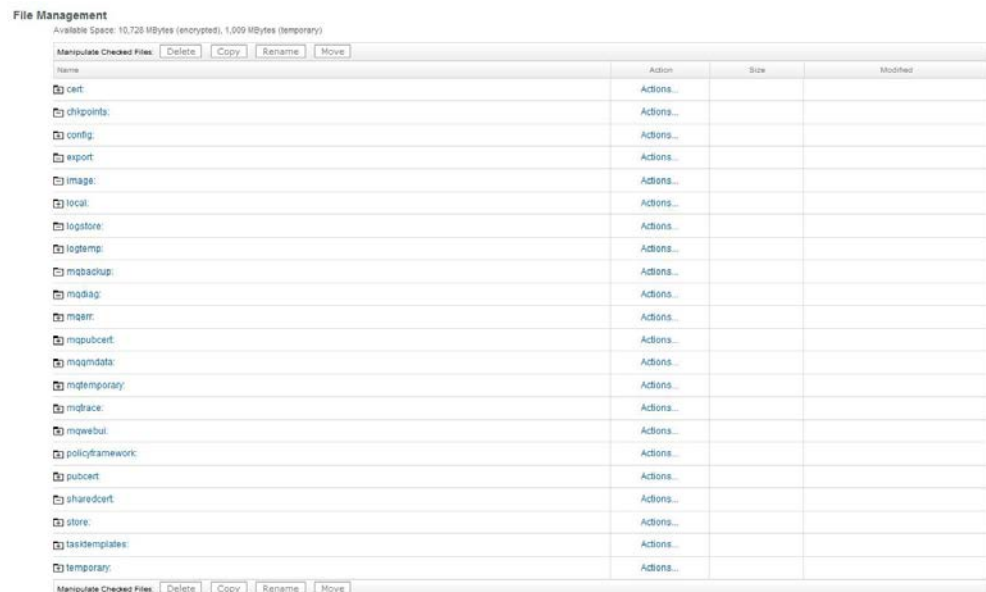 File Management
Available Space: 10,728 MBytes (encrypted), 1,009 MBytes (temporary)
Manipulate Checked Files: Delete Copy Rename Move
Name Action Size Modified
cert: Actions...
chkpoints: Actions...
config: Actions...
export: Actions...
image: Actions...
local: Actions...
logstore: Actions...
logtemp: Actions...
mqbackup: Actions...
mqdiag: Actions...
mqerr: Actions...
mqpubcert: Actions...
mqqmdata: Actions...
mqtemporary: Actions...
mqtrace: Actions...
mqwebui: Actions...
policyframework: Actions...
pubcert: Actions...
sharedcert: Actions...
store: Actions...
tasktemplates: Actions...
temporary: Actions...
Manipulate Checked Files: Delete Copy Rename Move